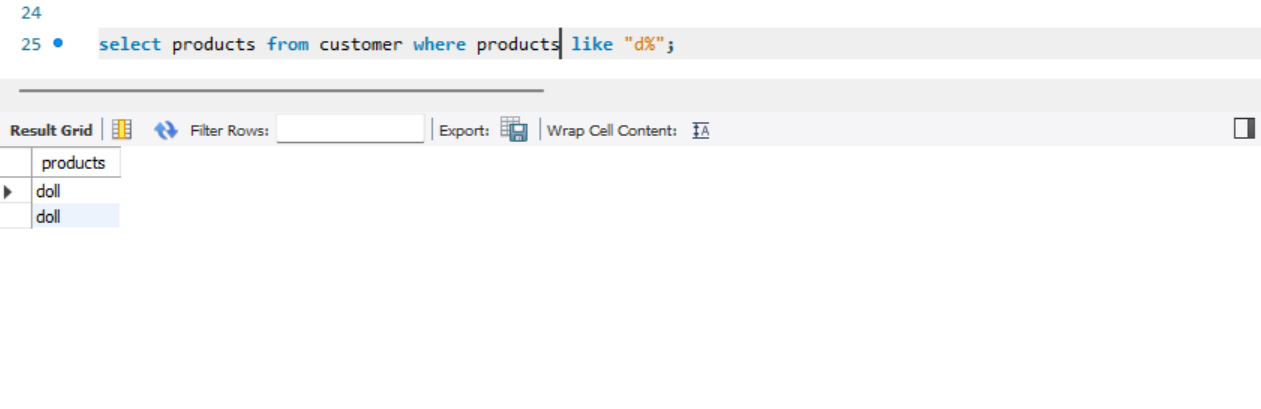 24
25 select products from customer where products like "d%";
Result Grid Filter Rows: Export: Wrap Cell Content: IA
products
doll
doll